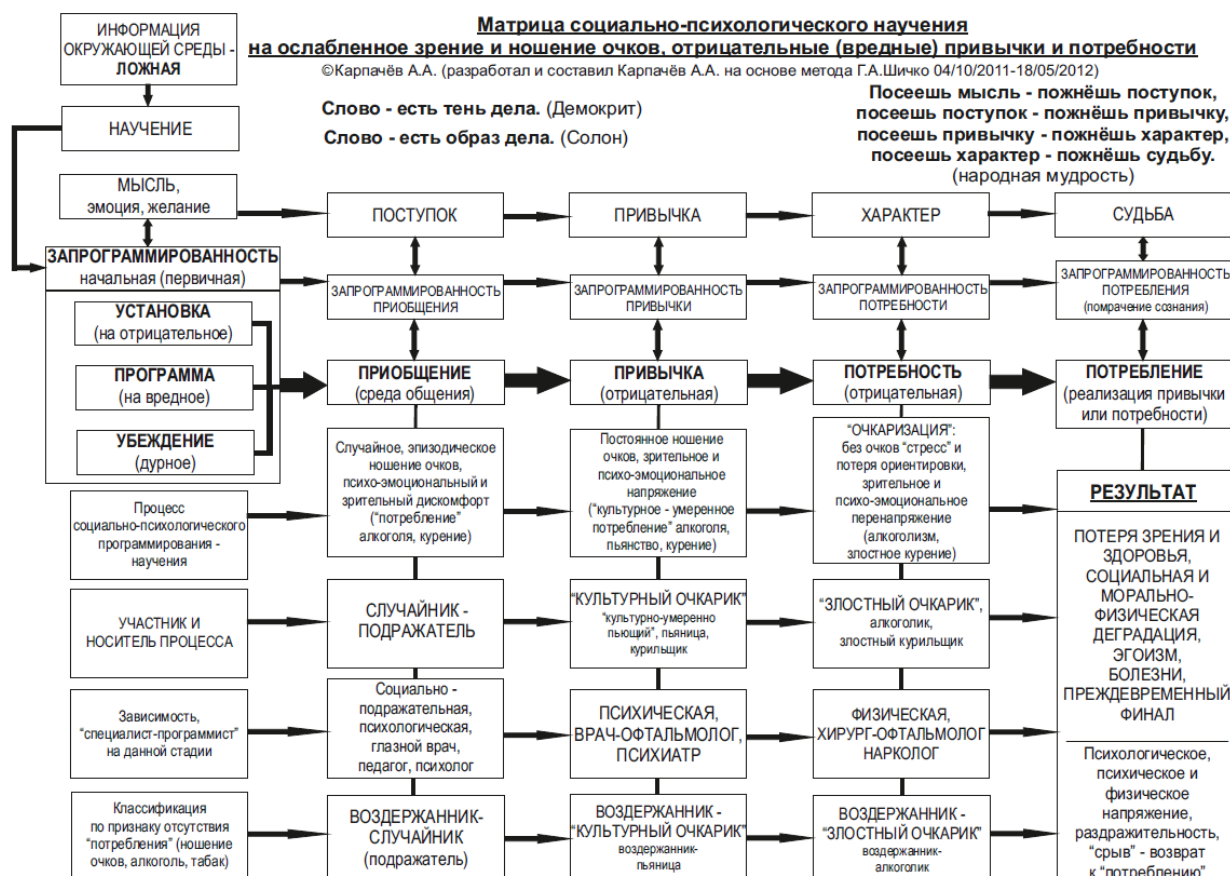 ИНФОРМАЦИЯ
ОКРУЖАЮЩЕЙ СРЕДЫ -
ЛОЖНАЯ
Матрица социально-психологического научения
на ослабленное зрение и ношение очков, отрицательные (вредные) привычки и потребности
©Карпачёв А.А. (разработал и составил Карпачёв А.А. на основе метода Г.А.Шичко 04/10/2011-18/05/2012)
Слово - есть тень дела. (Демокрит)
Слово - есть образ дела. (Солон)
Посеешь мысль - пожнёшь поступок,
посеешь поступок - пожнёшь привычку,
посеешь привычку - пожнёшь характер,
посеешь характер - пожнёшь судьбу.
(народная мудрость)
НАУЧЕНИЕ
МЫСЛЬ,
эмоция, желание
ПОСТУПОК
ПРИВЫЧКА
ХАРАКТЕР
СУДЬБА
ЗАПРОГРАММИРОВАННОСТЬ
начальная (первичная)
ЗАПРОГРАММИРОВАННОСТЬ
ПРИОБЩЕНИЯ
ЗАПРОГРАММИРОВАННОСТЬ
ПРИВЫЧКИ
ЗАПРОГРАММИРОВАННОСТЬ
ПОТРЕБНОСТИ
ЗАПРОГРАММИРОВАННОСТЬ
ПОТРЕБЛЕНИЯ
(помрачение сознания)
УСТАНОВКА
(на отрицательное)
ПРОГРАММА
(на вредное)
УБЕЖДЕНИЕ
(дурное)
ПРИОБЩЕНИЕ
(среда общения)
ПРИВЫЧКА
(отрицательная)
ПОТРЕБНОСТЬ
(отрицательная)
ПОТРЕБЛЕНИЕ
(реализация привычки
или потребности)
Процесс
социально-психологического
программирования -
научения
Случайное, эпизодическое
ношение очков,
психо-эмоциональный и
зрительный дискомфорт
("потребление"
алкоголя, курение)
Постоянное ношение
очков, зрительное и
психо-эмоциональное
напряжение
("культурное - умеренное
потребление" алкоголя,
пьянство, курение)
"ОЧКАРИЗАЦИЯ":
без очков "стресс" и
потеря ориентировки,
зрительное и
психо-эмоциональное
перенапряжение
(алкоголизм,
злостное курение)
РЕЗУЛЬТАТ
ПОТЕРЯ ЗРЕНИЯ И
ЗДОРОВЬЯ,
СОЦИАЛЬНАЯ И
МОРАЛЬНО-
ФИЗИЧЕСКАЯ
ДЕГРАДАЦИЯ,
ЭГОИЗМ,
БОЛЕЗНИ,
ПРЕЖДЕВРЕМЕННЫЙ
ФИНАЛ
Психологическое,
психическое и
физическое
напряжение,
раздражительность,
"срыв" - возврат
к "потреблению"
УЧАСТНИК И
НОСИТЕЛЬ ПРОЦЕССА
СЛУЧАЙНИК -
ПОДРАЖАТЕЛЬ
"КУЛЬТУРНЫЙ ОЧКАРИК"
"культурно-умеренно
пьющий", пьяница,
курильщик
"ЗЛОСТНЫЙ ОЧКАРИК",
алкоголик,
злостный курильщик
Зависимость,
"специалист-программист"
на данной стадии
Социально -
подражательная,
психологическая,
глазной врач,
педагог, психолог
ПСИХИЧЕСКАЯ,
ВРАЧ-ОФТАЛЬМОЛОГ,
ПСИХИАТР
ФИЗИЧЕСКАЯ,
ХИРУРГ-ОФТАЛЬМОЛОГ
НАРКОЛОГ
Классификация
по признаку отсутствия
"потребления" (ношение
очков, алкоголь, табак)
ВОЗДЕРЖАННИК-
СЛУЧАЙНИК
(подражатель)
ВОЗДЕРЖАННИК -
"КУЛЬТУРНЫЙ ОЧКАРИК"
воздержанник-
пьяница
ВОЗДЕРЖАННИК -
"ЗЛОСТНЫЙ ОЧКАРИК"
воздержанник-
алкоголик